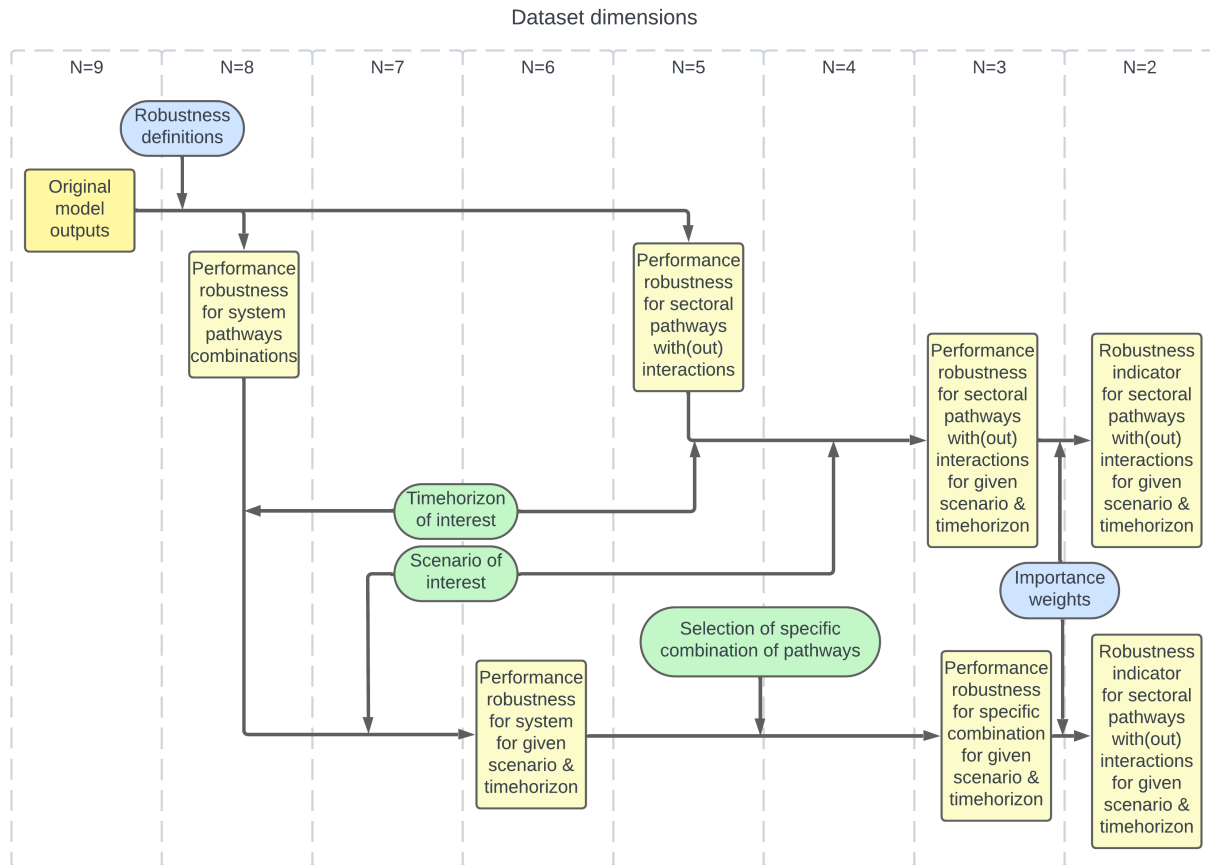 Dataset dimensions
N=9
N=8
N=7
N=6
N=5
N=4
N=3
N=2
Robustness
definitions
Original
model
outputs
Performance
robustness
for system
pathways
combinations
Performance
robustness
for sectoral
pathways
with(out)
interactions
Performance
robustness
for sectoral
pathways
with(out)
interactions
for given
scenario &
timehorizon
Robustness
indicator
for sectoral
pathways
with(out)
interactions
for given
scenario &
timehorizon
Timehorizon
of interest
Scenario of
interest
Importance
weights
Selection of specific
combination of pathways
Performance
robustness
for system
for given
scenario &
timehorizon
Performance
robustness
for specific
combination
for given
scenario &
timehorizon
Robustness
indicator
for sectoral
pathways
with(out)
interactions
for given
scenario &
timehorizon